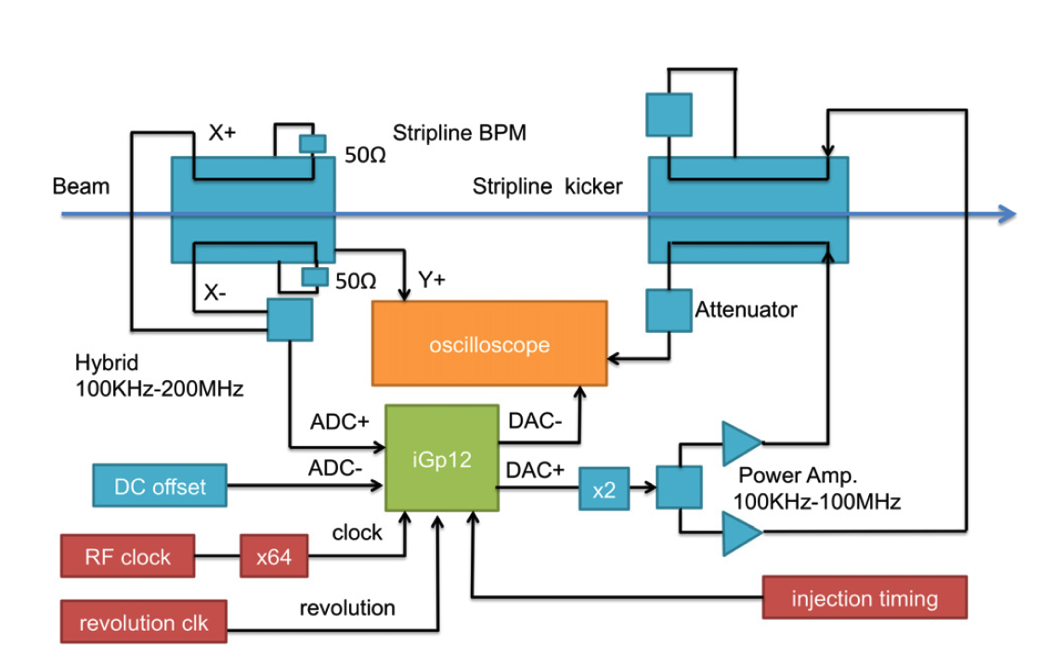 X+
Stripline BPM
50Ω
Beam
Stripline kicker
50Ω
Y+
X-
Attenuator
oscilloscope
Hybrid
100KHz-200MHz
ADC+
DAC-
ADC-
iGp12
DAC+
DC offset
x2
Power Amp.
100KHz-100MHz
clock
RF clock
x64
revolution
injection timing
revolution clk